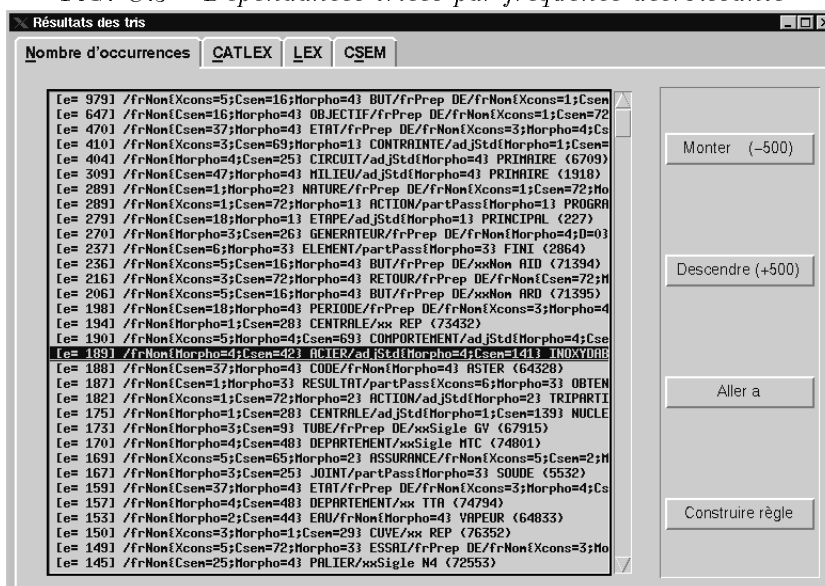 Résultats des tris
Nombre d'occurrences CATLEX LEX CSEM
[e= 979] /frNom{Xcons=5;Csem=16;Morpho=4} BUT/frPrep DE/frNom{Xcons=1;Csem
[e= 647] /frNom{Csem=16;Morpho=4} OBJECTIF/frPrep DE/frNom{Xcons=1;Csem=72
[e= 470] /frNom{Csem=37;Morpho=4} ETAT/frPrep DE/frNom{Xcons=3;Morpho=4;Cs
[e= 410] /frNom{Xcons=3;Csem=69;Morpho=1} CONTRAINTE/adjStd{Morpho=1;Csem=
[e= 404] /frNom{Morpho=4;Csem=25} CIRCUIT/adjStd{Morpho=4} PRIMAIRE (6709)
[e= 309] /frNom{Csem=47;Morpho=4} MILIEU/adjStd{Morpho=4} PRIMAIRE (1918)
[e= 289] /frNom{Csem=1;Morpho=2} NATURE/frPrep DE/frNom{Xcons=1;Csem=72;Mo
[e= 289] /frNom{Xcons=1;Csem=72;Morpho=1} ACTION/partPass{Morpho=1} PROGRA
[e= 279] /frNom{Csem=18;Morpho=1} ETAPE/adjStd{Morpho=1} PRINCIPAL (227)
[e= 270] /frNom{Morpho=3;Csem=26} GENERATEUR/frPrep DE/frNom{Morpho=4;D=0}
[e= 237] /frNom{Csem=6;Morpho=3} ELEMENT/partPass{Morpho=3} FINI (2864)
[e= 236] /frNom{Xcons=5;Csem=16;Morpho=4} BUT/frPrep DE/xxNom AID (71394)
[e= 216] /frNom{Xcons=3;Csem=72;Morpho=4} RETOUR/frPrep DE/frNom{Csem=72;M
[e= 206] /frNom{Xcons=5;Csem=16;Morpho=4} BUT/frPrep DE/xxNom ARD (71395)
[e= 198] /frNom{Csem=18;Morpho=4} PERIODE/frPrep DE/frNom{Xcons=3;Morpho=4
[e= 194] /frNom{Morpho=1;Csem=28} CENTRALE/xx REP (73432)
[e= 190] /frNom{Xcons=5;Morpho=4;Csem=69} COMPORTEMENT/adjStd{Morpho=4;Cse
[e= 189] /frNom{Morpho=4;Csem=42} ACIER/adjStd{Morpho=4;Csem=141} INOXYDAB
[e= 188] /frNom{Csem=37;Morpho=4} CODE/frNom{Morpho=4} ASTER (64328)
[e= 187] /frNom{Csem=1;Morpho=33} RESULTAT/partPass{Xcons=6;Morpho=3} OBTEN
[e= 182] /frNom{Xcons=1;Csem=72;Morpho=2} ACTION/adjStd{Morpho=2} TRIPARTI
[e= 175] /frNom{Morpho=1;Csem=28} CENTRALE/adjStd{Morpho=1;Csem=139} NUCLE
[e= 173] /frNom{Morpho=3;Csem=9} TUBE/frPrep DE/xxSigle GV (67915)
[e= 170] /frNom{Morpho=4;Csem=48} DEPARTEMENT/xxSigle MTC (74801)
[e= 169] /frNom{Xcons=5;Csem=65;Morpho=2} ASSURANCE/frNom{Xcons=5;Csem=2;M
[e= 167] /frNom{Morpho=3;Csem=25} JOINT/partPass{Morpho=3} SOUDE (5532)
[e= 159] /frNom{Csem=37;Morpho=4} ETAT/frPrep DE/frNom{Xcons=3;Morpho=4;Cs
[e= 157] /frNom{Morpho=4;Csem=48} DEPARTEMENT/xx TTA (74794)
[e= 153] /frNom{Morpho=2;Csem=44} EAU/frNom{Morpho=4} VAPEUR (64833)
[e= 150] /frNom{Xcons=3;Morpho=1;Csem=29} CUVE/xx REP (76352)
[e= 149] /frNom{Xcons=5;Csem=72;Morpho=3} ESSAI/frPrep DE/frNom{Xcons=3;Mo
[e= 145] /frNom{Csem=25;Morpho=4} PALIER/xxSigle N4 (72553)
Monter (-500)
Descendre (+500)
Aller a
Construire règle